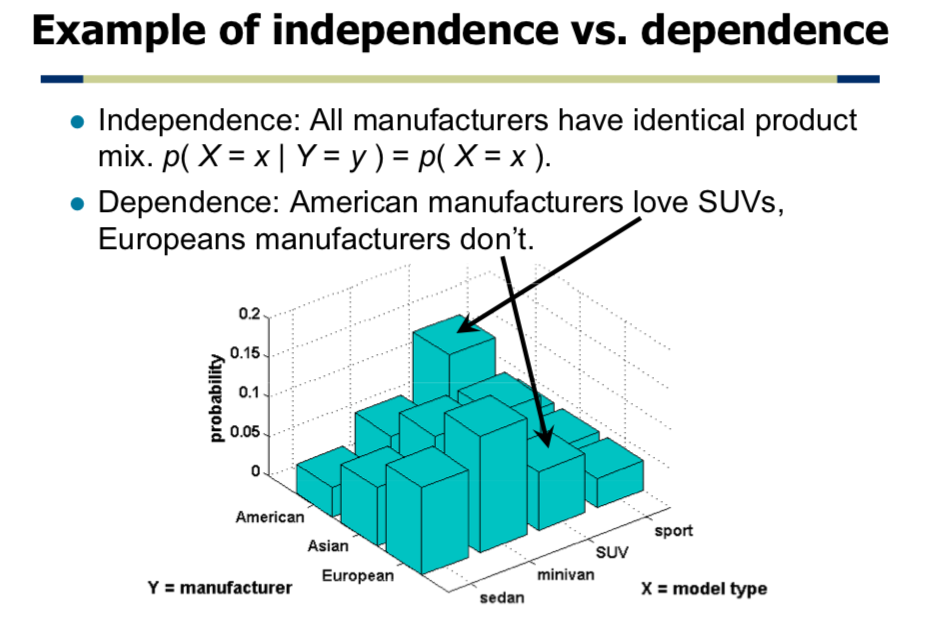 Example of independence vs. dependence
Independence: All manufacturers have identical product
mix. p( X = x | Y = y ) = p( X = x ).
Dependence: American manufacturers love SUVs,
Europeans manufacturers don't.
0.2
0.15
0.1
0.05
0
probability
American
Asian
European
Y = manufacturer
sedan
minivan
SUV
sport
X = model type